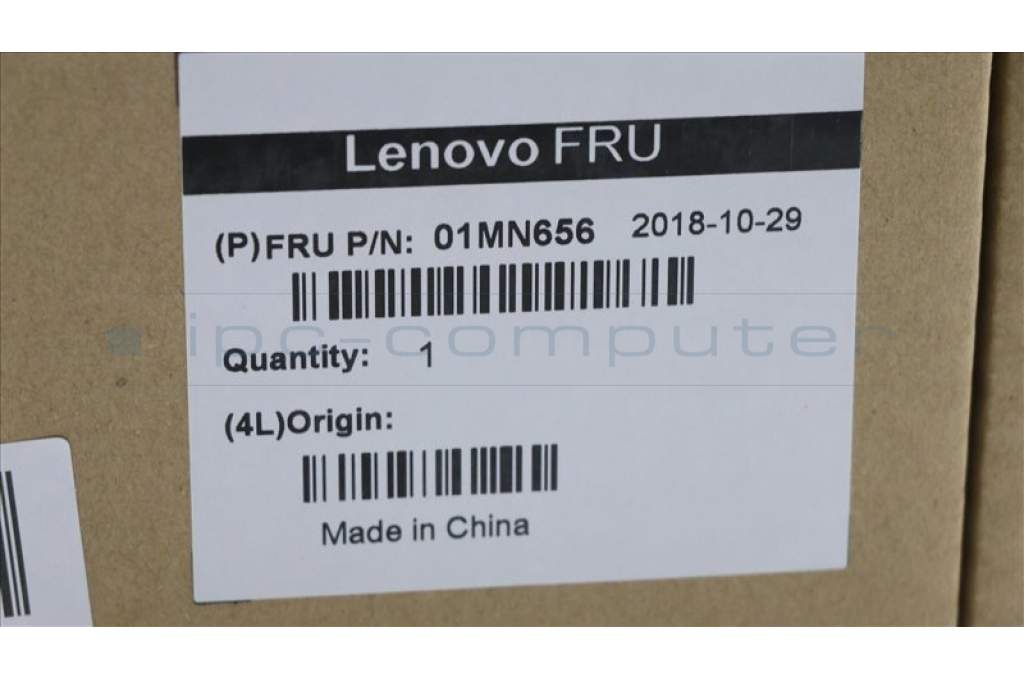 Lenovo FRU
(P)FRU P/N: 01MN656 2018-10-29
ipc-computer
Quantity: 1
(4L)Origin:
Made in China